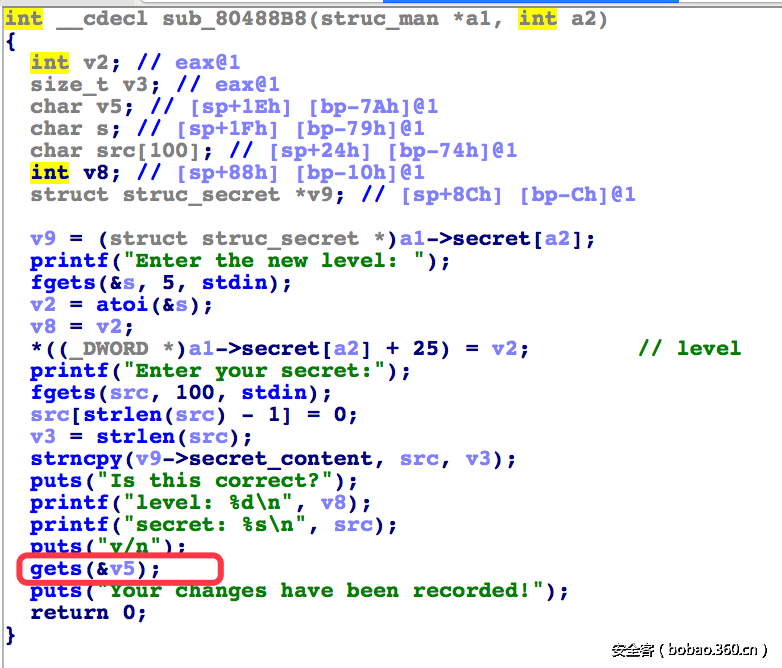 int __cdecl sub_80488B8(struc_man *a1, int a2)
{
int v2; // eax@1
size_t v3; // eax@1
char v5; // [sp+1Eh] [bp-7Ah]@1
char s; // [sp+1Fh] [bp-79h]@1
char src[100]; // [sp+24h] [bp-74h]@1
int v8; // [sp+88h] [bp-10h]@1
struct struc_secret *v9; // [sp+8Ch] [bp-Ch]@1
v9 = (struct struc_secret *)a1->secret[a2];
printf("Enter the new level: ");
fgets(&s, 5, stdin);
v2 = atoi(&s);
v8 = v2;
*((_DWORD *)a1->secret[a2] + 25) = v2; // level
printf("Enter your secret:");
fgets(src, 100, stdin);
src[strlen(src) - 1] = 0;
v3 = strlen(src);
strncpy(v9->secret_content, src, v3);
puts("Is this correct?");
printf("level: %d\n", v8);
printf("secret: %s\n", src);
puts("y/n");
gets(&v5);
puts("Your changes have been recorded!");
return 0;
}
安全客（bobao.360.cn）